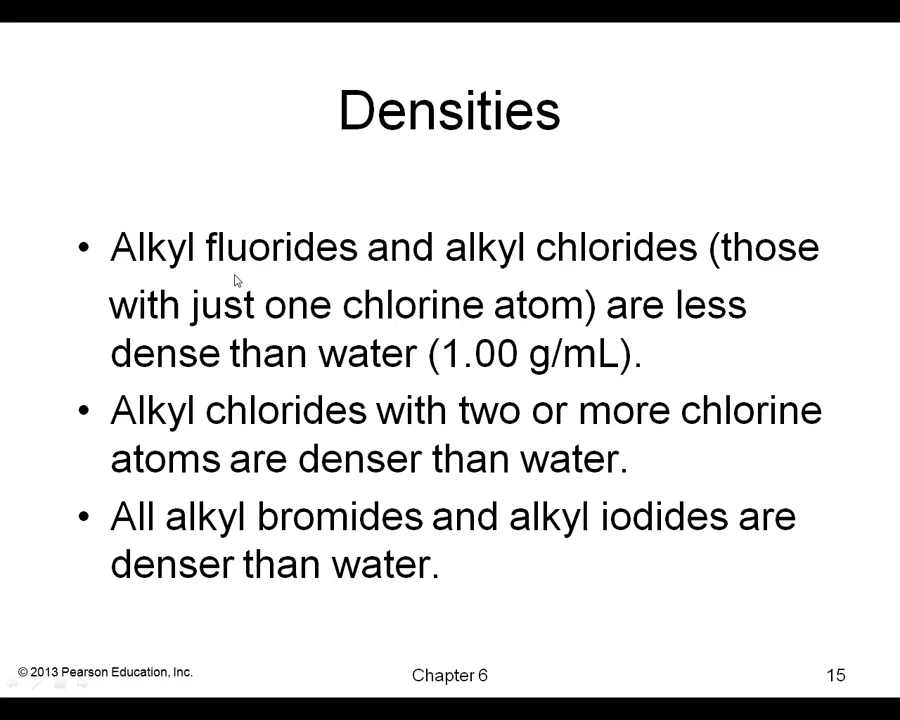 Densities
• Alkyl fluorides and alkyl chlorides (those
with just one chlorine atom) are less
dense than water (1.00 g/mL).
• Alkyl chlorides with two or more chlorine
atoms are denser than water.
• All alkyl bromides and alkyl iodides are
denser than water.
© 2013 Pearson Education, Inc.
Chapter 6
15